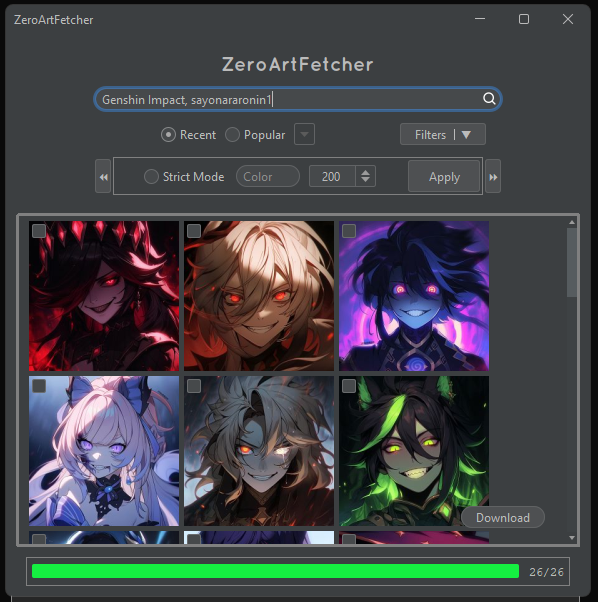 ZeroArtFetcher
ZeroArtFetcher
Genshin Impact, sayonararonin1
Recent Popular Filters
Strict Mode Color 200 Apply
Download
26/26